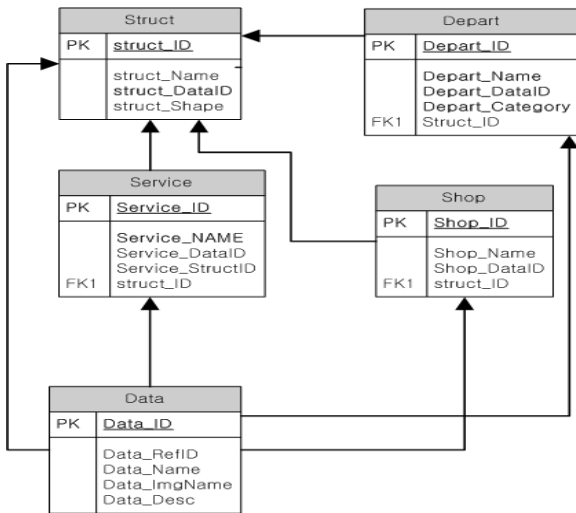 Struct
PK struct_ID
struct_Name
struct_DataID
struct_Shape
Depart
PK Depart_ID
Depart_Name
Depart_DataID
Depart_Category
FK1 Struct_ID
Service
PK Service_ID
Service_NAME
Service_DataID
Service_StructID
FK1 struct_ID
Shop
PK Shop_ID
Shop_Name
Shop_DataID
FK1 struct_ID
Data
PK Data_ID
Data_RefID
Data_Name
Data_ImgName
Data_Desc